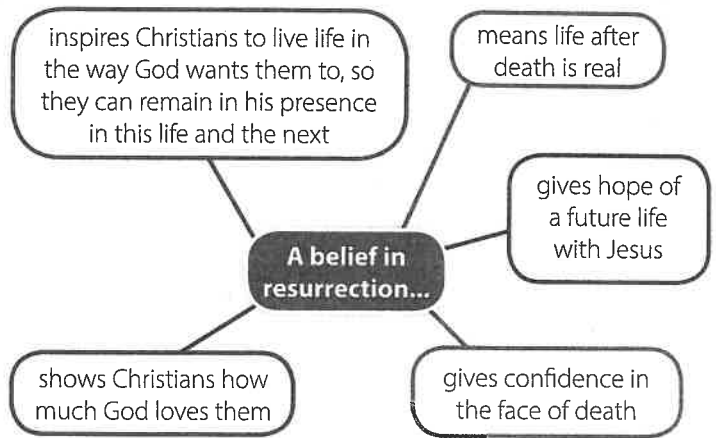 inspires Christians to live life in
the way God wants them to, so
they can remain in his presence
in this life and the next
means life after
death is real
gives hope of
a future life
with Jesus
A belief in
resurrection...
shows Christians how
much God loves them
gives confidence in
the face of death